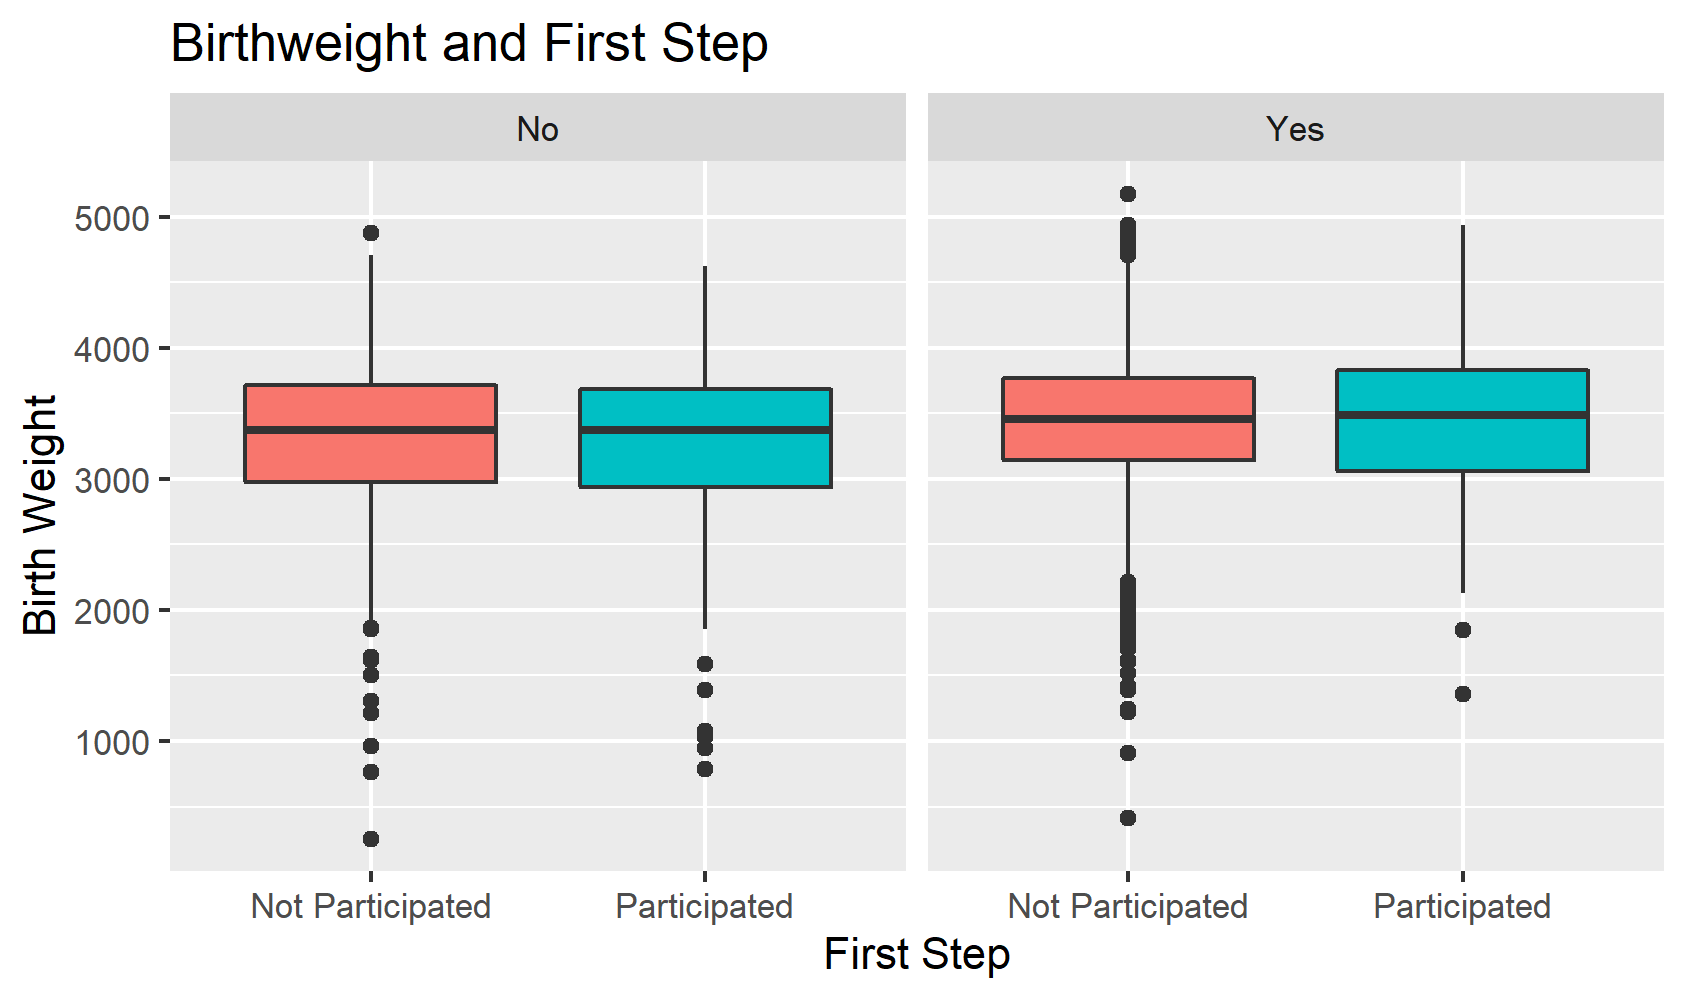 Birthweight and First Step
No
Yes
Birth Weight
5000
4000
3000
2000
1000
Not Participated
Participated
Not Participated
Participated
First Step